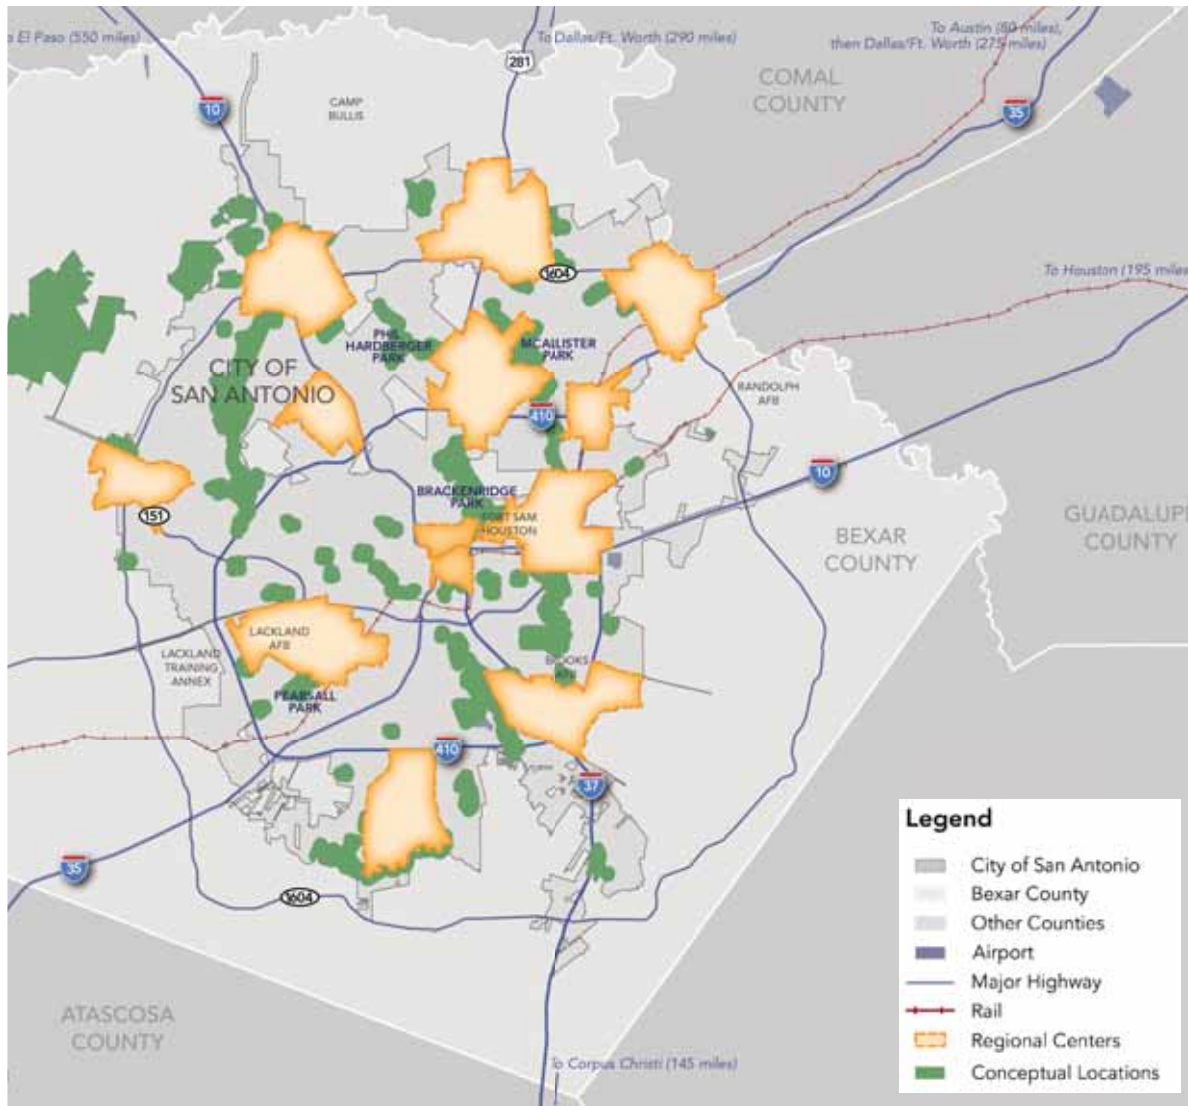 o El Paso (550 miles)
To Dallas/Ft. Worth (290 miles)
To Austin (80 miles),
then Dallas/Ft. Worth (275 miles)
281
COMAL
COUNTY
10
CAMP
BULLIS
35
1604
To Houston (195 miles
PHIL
HARDBERGER
PARK
MCALLISTER
PARK
CITY OF
SAN ANTONIO
RANDOLPH
AFB
410
10
BRACKENRIDGE
PARK
151
FORT SAM
HOUSTON
BEXAR
COUNTY
GUADALUPE
COUNTY
LACKLAND
AFB
LACKLAND
TRAINING
ANNEX
BROOKS
AFB
PEARSALL
PARK
410
37
35
1604
ATASCOSA
COUNTY
To Corpus Christi (145 miles)
Legend
City of San Antonio
Bexar County
Other Counties
Airport
Major Highway
Rail
Regional Centers
Conceptual Locations